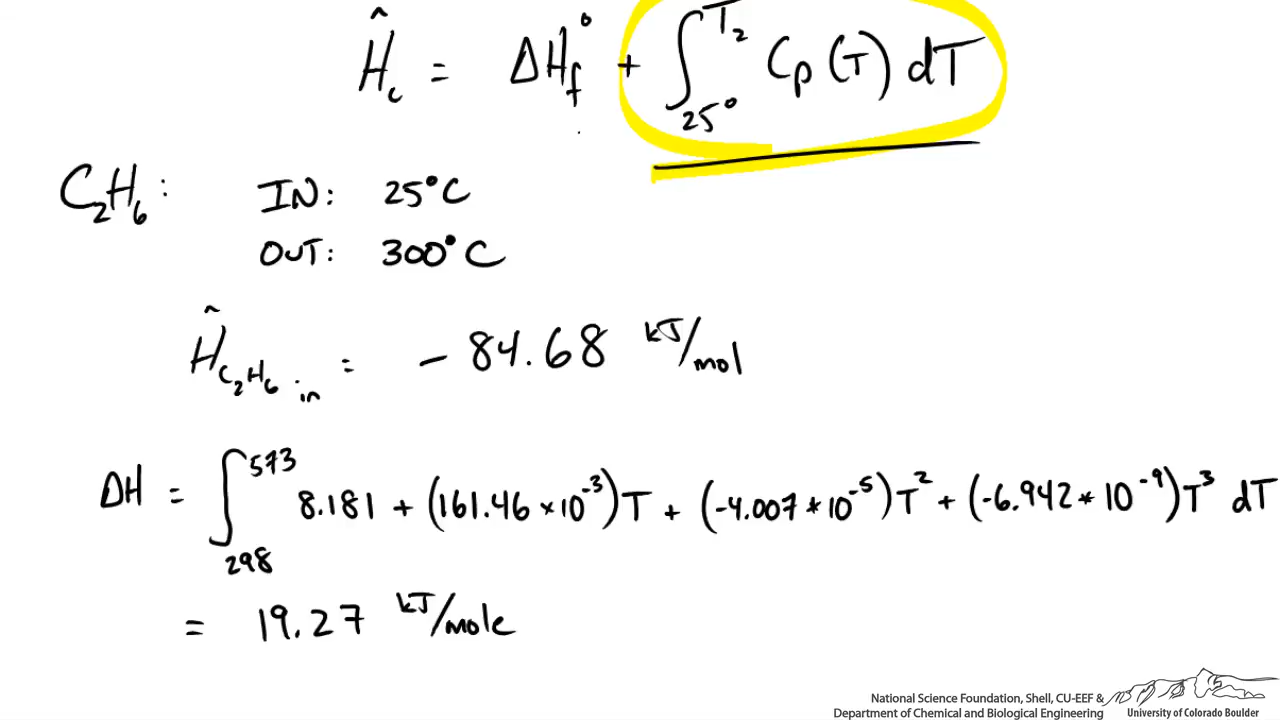 Ĥc = ΔHf° + ∫25°^T2 Cp(T) dT
C2H6: IN: 25°C
OUT: 300°C
ĤC2H6 in = - 84.68 kJ/mol
ΔH = ∫298^573 8.181 + (161.46 × 10^-3)T + (-4.007 * 10^-5)T^2 + (-6.942 * 10^-9)T^3 dT
= 19.27 kJ/mole
National Science Foundation, Shell, CU-EEF &
Department of Chemical and Biological Engineering
University of Colorado Boulder